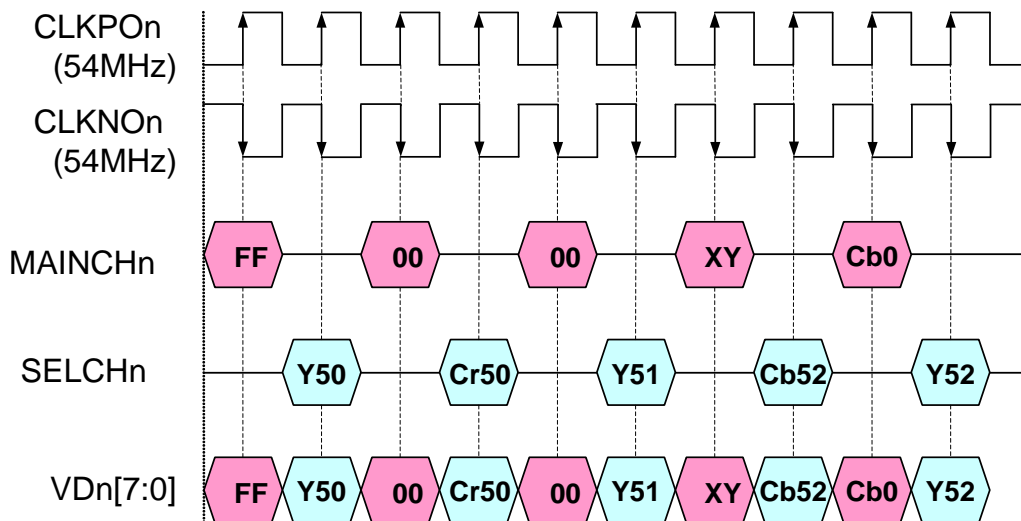 CLKPOn
(54MHz)
CLKNOn
(54MHz)
MAINCHn FF 00 00 XY Cb0
SELCHn Y50 Cr50 Y51 Cb52 Y52
VDn[7:0] FF Y50 00 Cr50 00 Y51 XY Cb52 Cb0 Y52